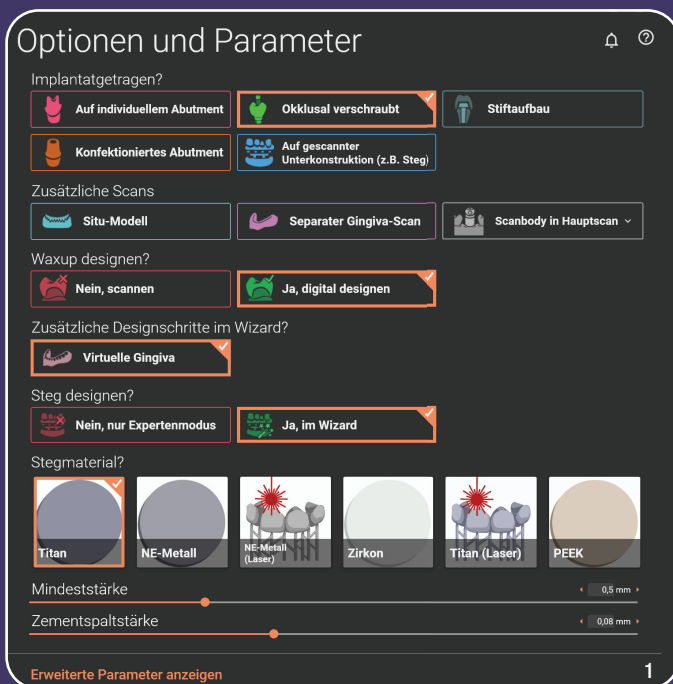 Optionen und Parameter
Implantatgetragen?
Auf individuellem Abutment
Okklusal verschraubt
Stiftaufbau
Konfektioniertes Abutment
Auf gescannter
Unterkonstruktion (z.B. Steg)
Zusätzliche Scans
Situ-Modell
Separater Gingiva-Scan
Scanbody in Hauptscan
Waxup designen?
Nein, scannen
Ja, digital designen
Zusätzliche Designschritte im Wizard?
Virtuelle Gingiva
Steg designen?
Nein, nur Expertenmodus
Ja, im Wizard
Stegmaterial?
Titan
NE-Metall
NE-Metall
(Laser)
Zirkon
Titan (Laser)
PEEK
Mindeststärke
0,5 mm
Zementspaltstärke
0,08 mm
Erweiterte Parameter anzeigen
1